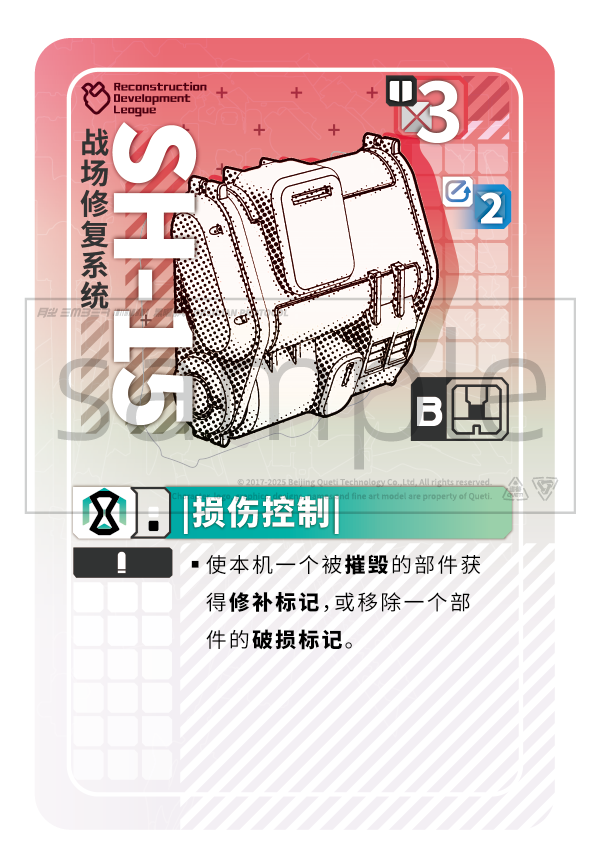 Reconstruction
Development
League
战场修复系统
SH-15
3
2
B
sample
© 2017-2025 Beijing Queti Technology Co.,Ltd, All rights reserved.
and fine art model are property of Queti.
|损伤控制|
使本机一个被摧毁的部件获
得修补标记,或移除一个部
件的破损标记。